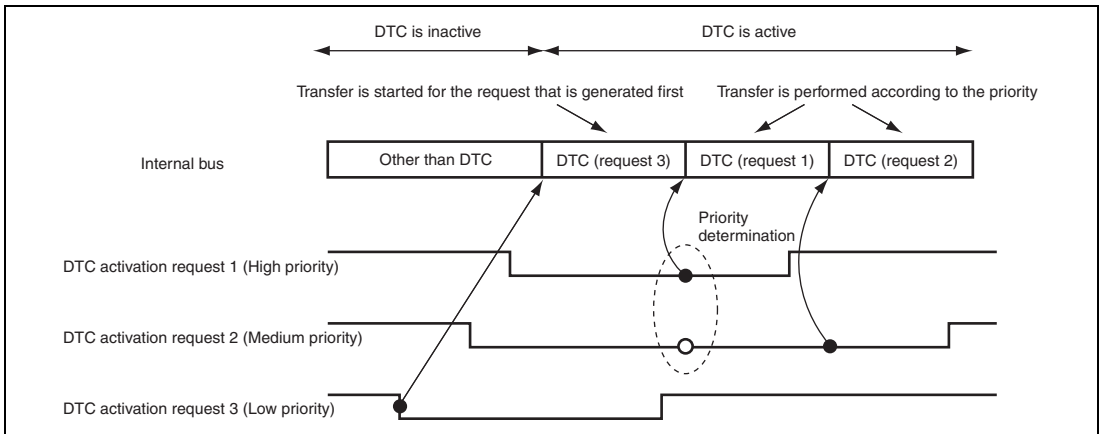 DTC is inactive
DTC is active
Transfer is started for the request that is generated first
Transfer is performed according to the priority
Internal bus
Other than DTC
DTC (request 3)
DTC (request 1)
DTC (request 2)
Priority
determination
DTC activation request 1 (High priority)
DTC activation request 2 (Medium priority)
DTC activation request 3 (Low priority)